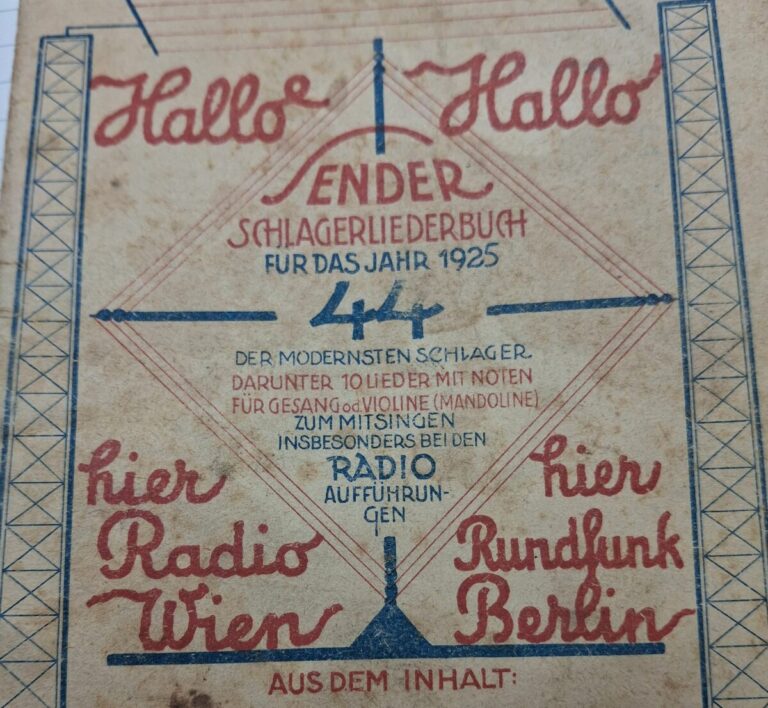 Hallo Hallo
SENDER
SCHLAGERLIEDERBUCH
FÜR DAS JAHR 1925
44
DER MODERNSTEN SCHLAGER
DARUNTER 10 LIEDER MIT NOTEN
FÜR GESANG od. VIOLINE (MANDOLINE)
ZUM MITSINGEN
INSBESONDERS BEI DEN
RADIO
AUFFÜHRUN-
GEN
hier
Radio
Wien
hier
Rundfunk
Berlin
AUS DEM INHALT: